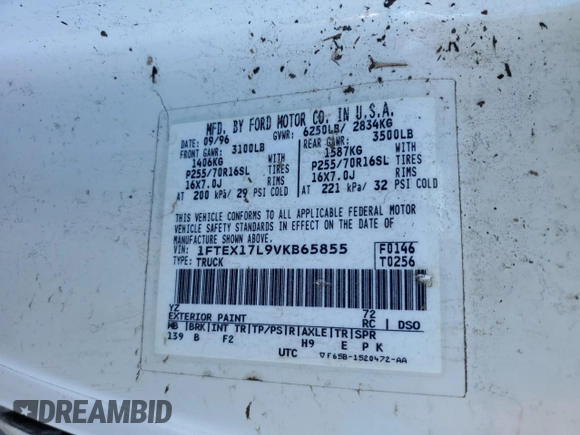 MFD. BY FORD MOTOR CO. IN U.S.A.
DATE: 09/96 GVWR: 6250LB/ 2834KG
FRONT GAWR: 3100LB REAR GAWR: 3500LB
1406KG WITH 1587KG WITH
P255/70R16SL TIRES P255/70R16SL TIRES
16X7.0J RIMS 16X7.0J RIMS
AT 200 kPa/ 29 PSI COLD AT 221 kPa/ 32 PSI COLD
THIS VEHICLE CONFORMS TO ALL APPLICABLE FEDERAL MOTOR
VEHICLE SAFETY STANDARDS IN EFFECT ON THE DATE OF
MANUFACTURE SHOWN ABOVE.
VEH. IDENT. NO.: 1FTEX17L9VKB65855 F0146
TYPE: TRUCK T0256
YZ 72
EXTERIOR PAINT RC DSO
WB BRK INT TR TP/PS R AXLE TR SPR
139 B F2 H9 E P K
UTC ▽F65B-1520472-AA
DREAMBID